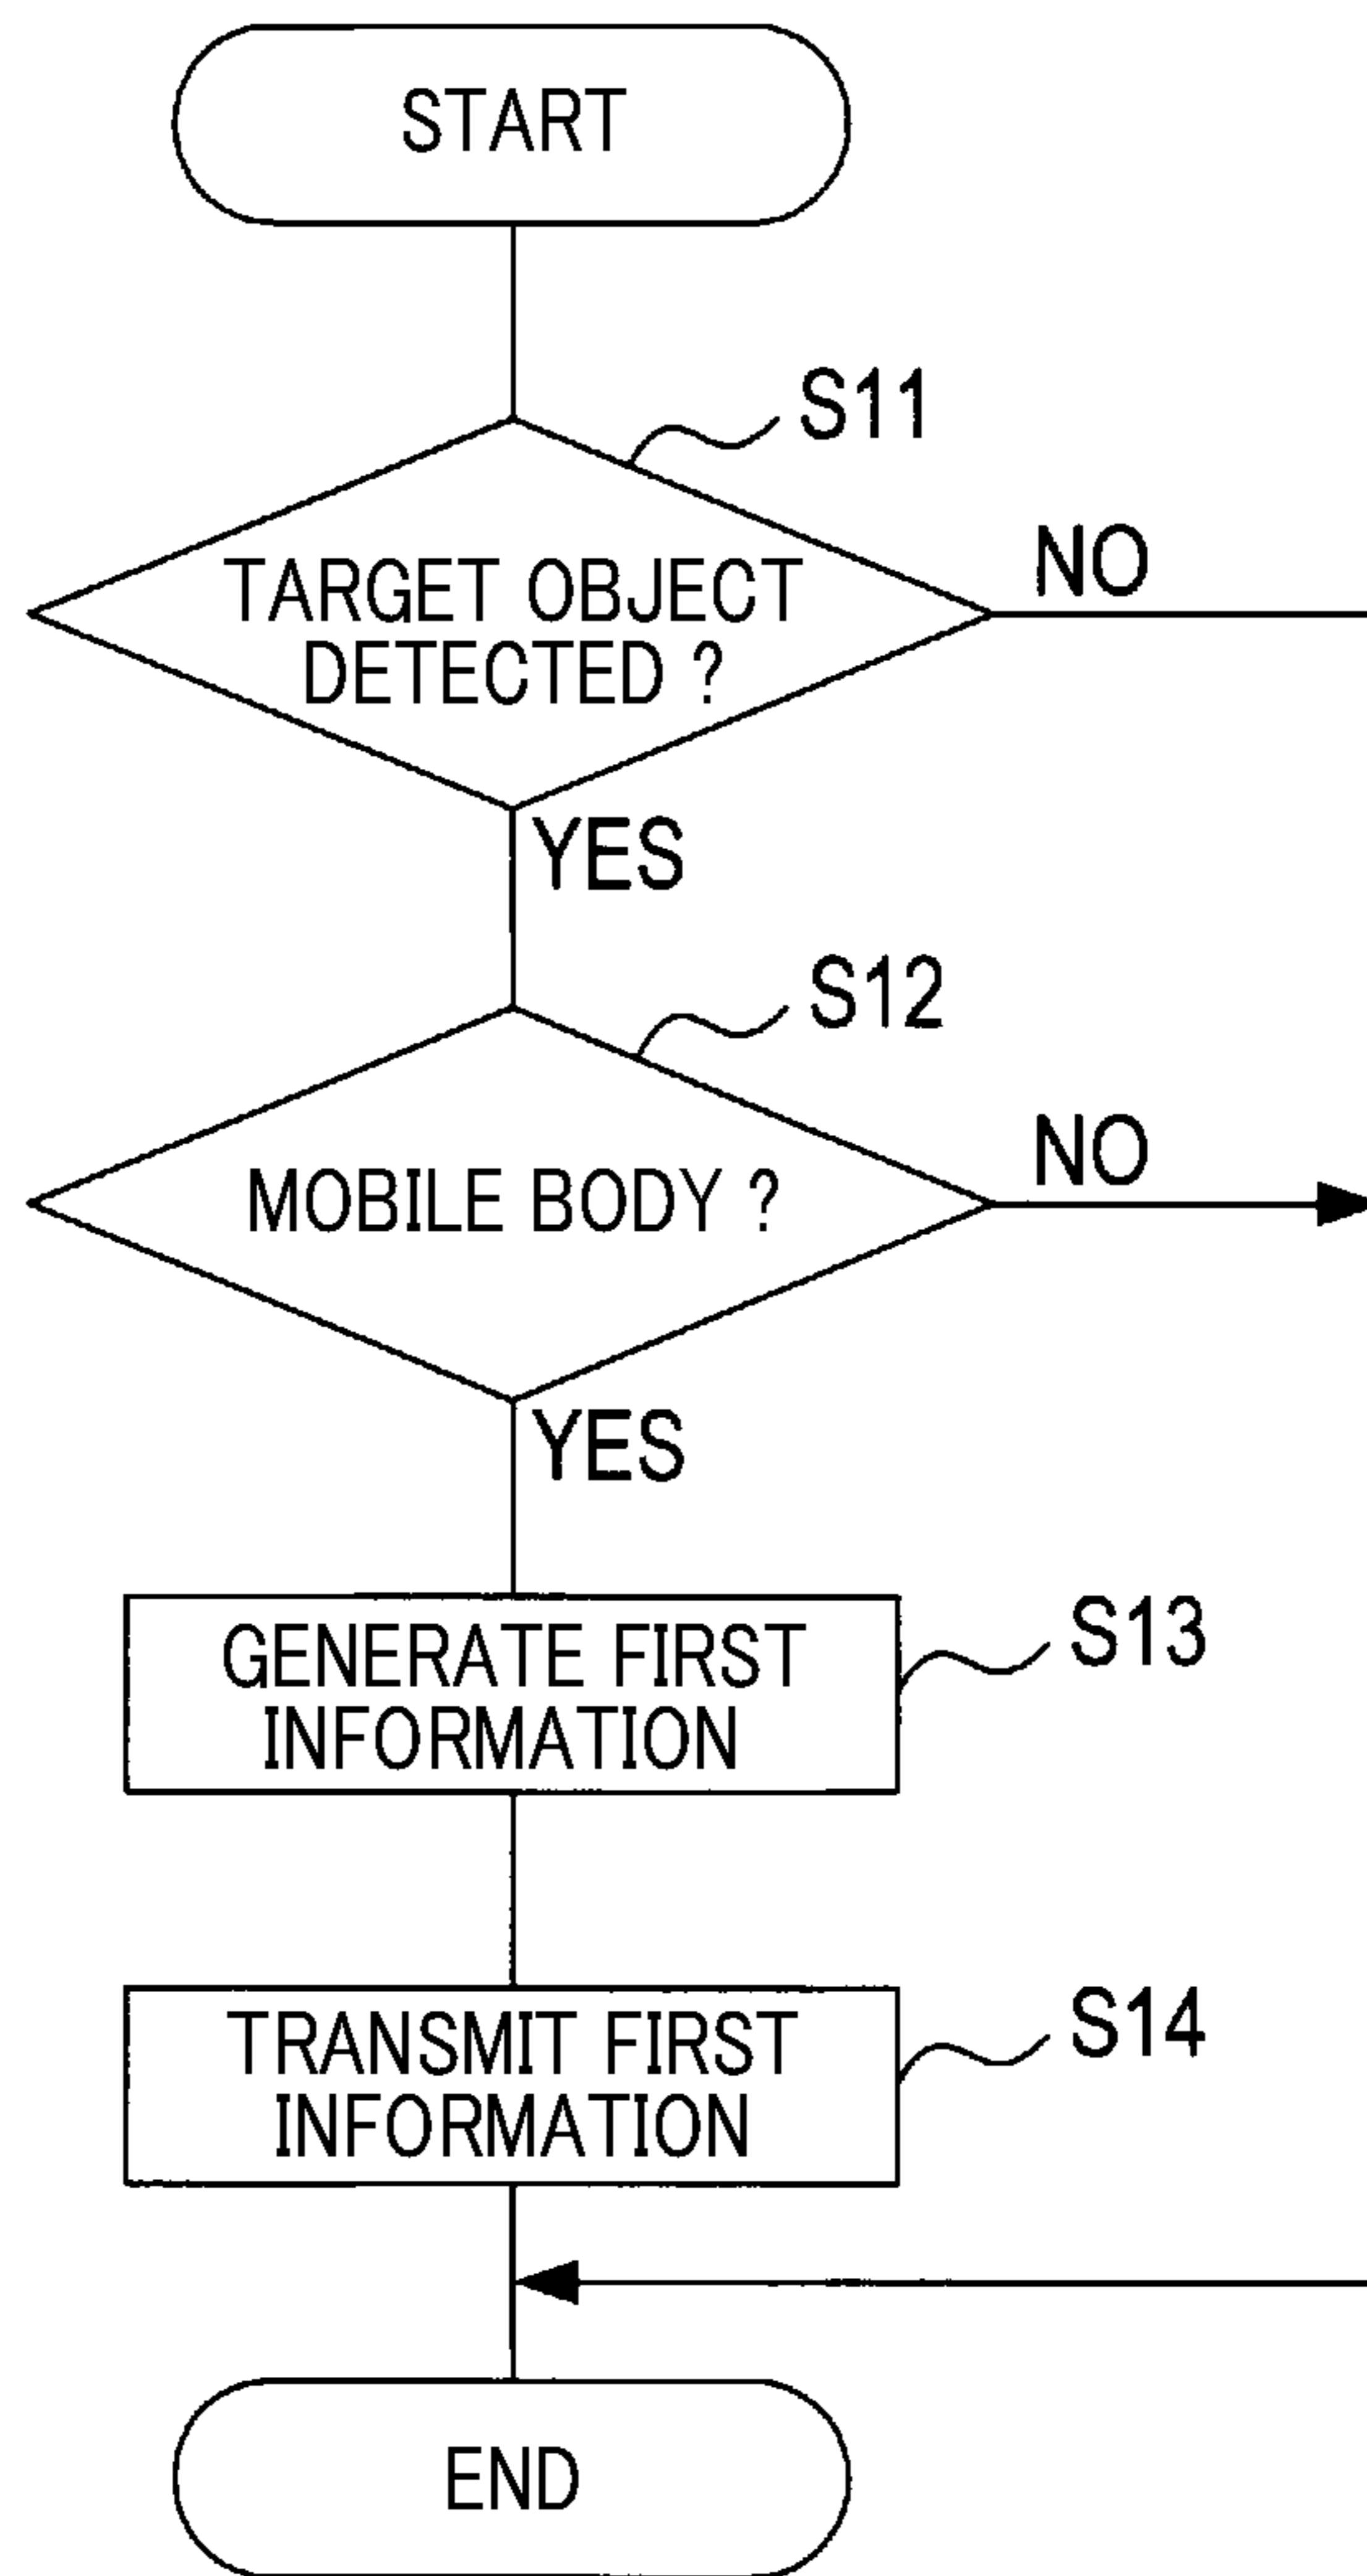 START
S11
NO
TARGET OBJECT
DETECTED ?
YES
S12
NO
MOBILE BODY ?
YES
S13
GENERATE FIRST
INFORMATION
S14
TRANSMIT FIRST
INFORMATION
END